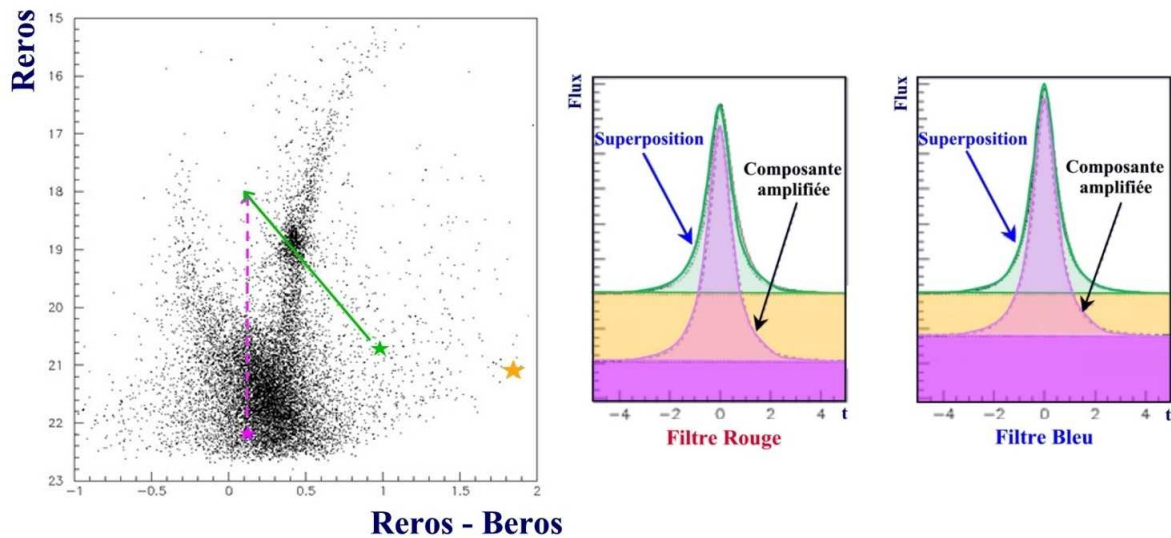 Reros
15
16
17
18
19
20
21
22
23
-1
-0.5
0
0.5
1
1.5
2
Reros - Beros
Flux
Superposition
Composante
amplifiée
-4
-2
0
2
4
t
Filtre Rouge
Flux
Superposition
Composante
amplifiée
-4
-2
0
2
4
t
Filtre Bleu